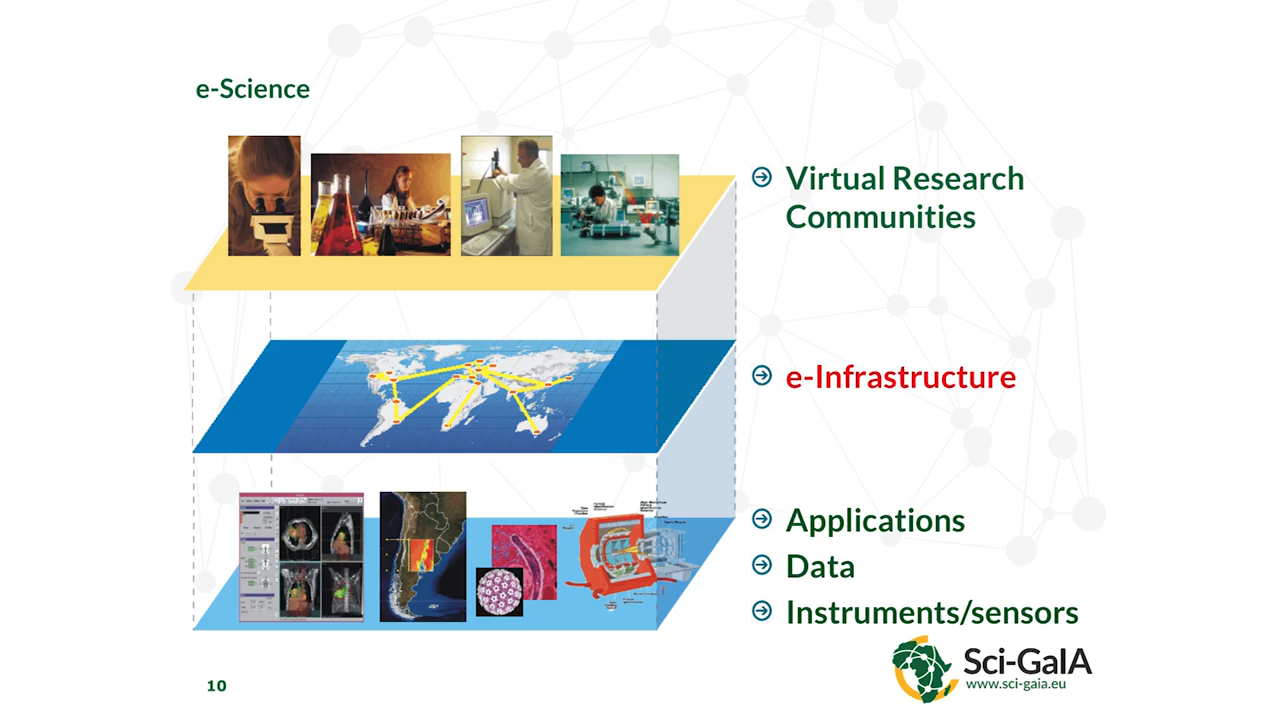 e-Science
Virtual Research
Communities
e-Infrastructure
Applications
Data
Instruments/sensors
Sci-GaIA
www.sci-gaia.eu
10